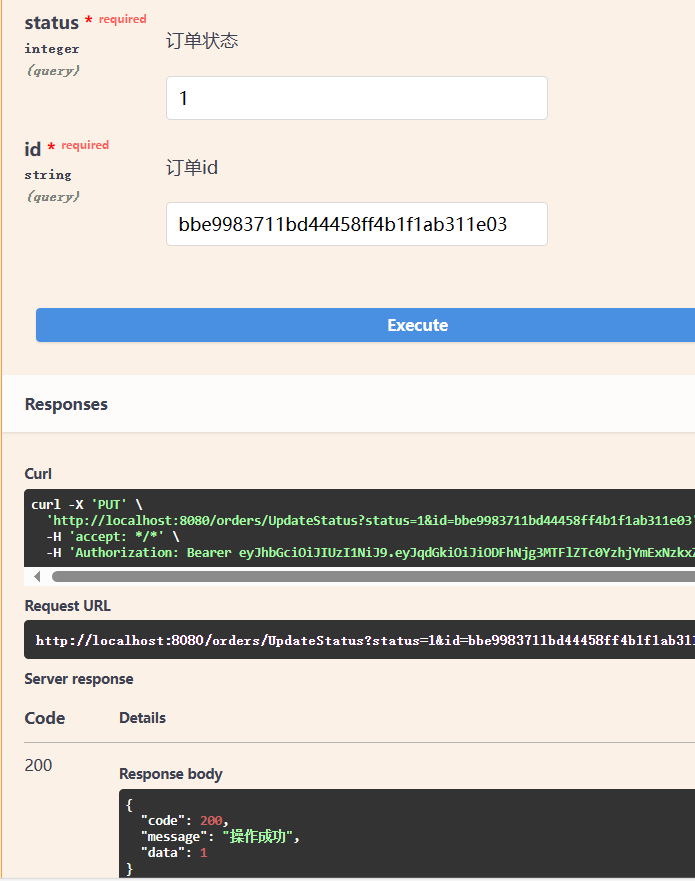 status * required
integer
(query)
订单状态
1
id * required
string
(query)
订单id
bbe9983711bd44458ff4b1f1ab311e03
Execute
Responses
Curl
curl -X 'PUT' \
'http://localhost:8080/orders/UpdateStatus?status=1&id=bbe9983711bd44458ff4b1f1ab311e03'
-H 'accept: */*' \
-H 'Authorization: Bearer eyJhbGciOiJIUzI1NiJ9.eyJqdGkiOiJiODFhNjg3MTFlZTc0YzhjYmExNzkxZ
Request URL
http://localhost:8080/orders/UpdateStatus?status=1&id=bbe9983711bd44458ff4b1f1ab311
Server response
Code Details
200
Response body
{
"code": 200,
"message": "操作成功",
"data": 1
}